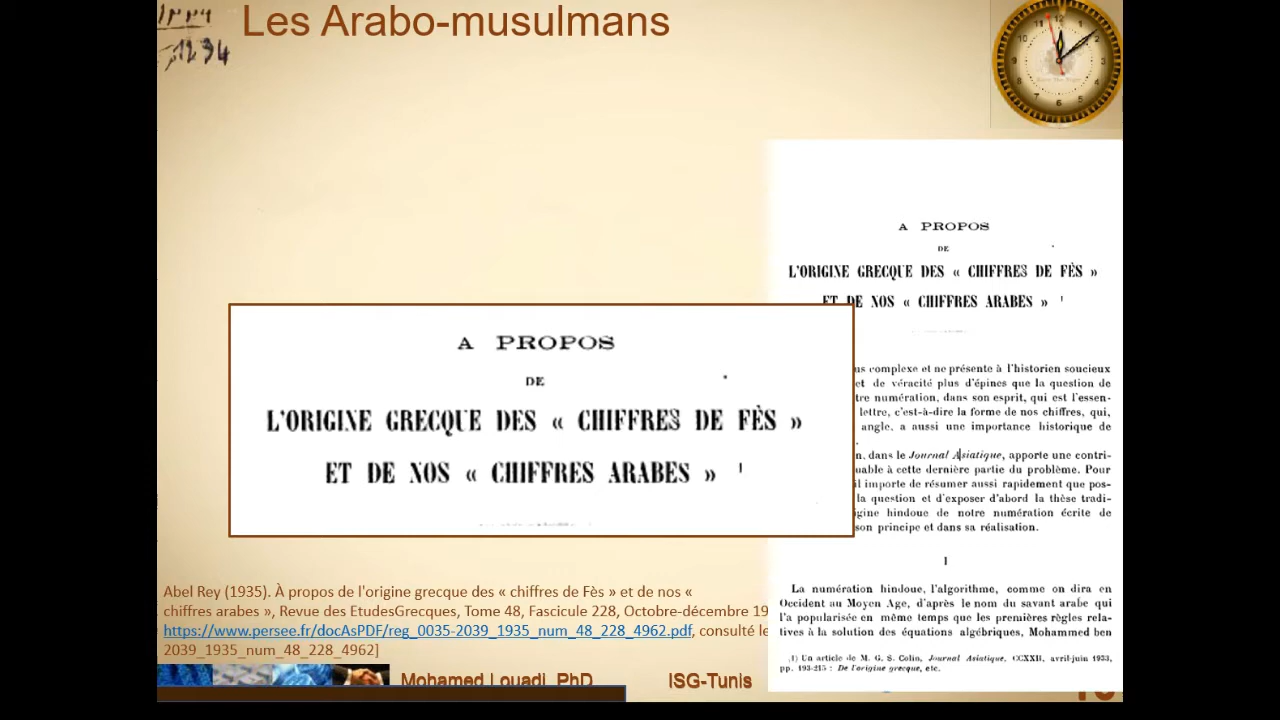 Les Arabo-musulmans
A PROPOS
DE
L'ORIGINE GRECQUE DES « CHIFFRES DE FÈS »
ET DE NOS « CHIFFRES ARABES » 1
A PROPOS
DE
L'ORIGINE GRECQUE DES « CHIFFRES DE FÈS »
ET DE NOS « CHIFFRES ARABES » 1
us complexe et ne présente à l'historien soucieux
et de véracité plus d'épines que la question de
tre numération, dans son esprit, qui est l'essen-
lettre, c'est-à-dire la forme de nos chiffres, qui,
angle, a aussi une importance historique de
n, dans le Journal Asiatique, apporte une contri-
uable à cette dernière partie du problème. Pour
il importe de résumer aussi rapidement que pos-
la question et d'exposer d'abord la thèse tradi-
igine hindoue de notre numération écrite de
son principe et dans sa réalisation.
I
La numération hindoue, l'algorithme, comme on dira en
Occident au Moyen Age, d'après le nom du savant arabe qui
l'a popularisée en même temps que les premières règles rela-
tives à la solution des équations algébriques, Mohammed ben
(1) Un article de M. G. S. Colin, Journal Asiatique, CCXXII, avril-juin 1933,
pp. 193-215 : De l'origine grecque, etc.
Abel Rey (1935). À propos de l'origine grecque des « chiffres de Fès » et de nos «
chiffres arabes », Revue des EtudesGrecques, Tome 48, Fascicule 228, Octobre-décembre 19
https://www.persee.fr/docAsPDF/reg_0035-2039_1935_num_48_228_4962.pdf, consulté le
2039_1935_num_48_228_4962]
Mohamed Louadi, PhD
ISG-Tunis